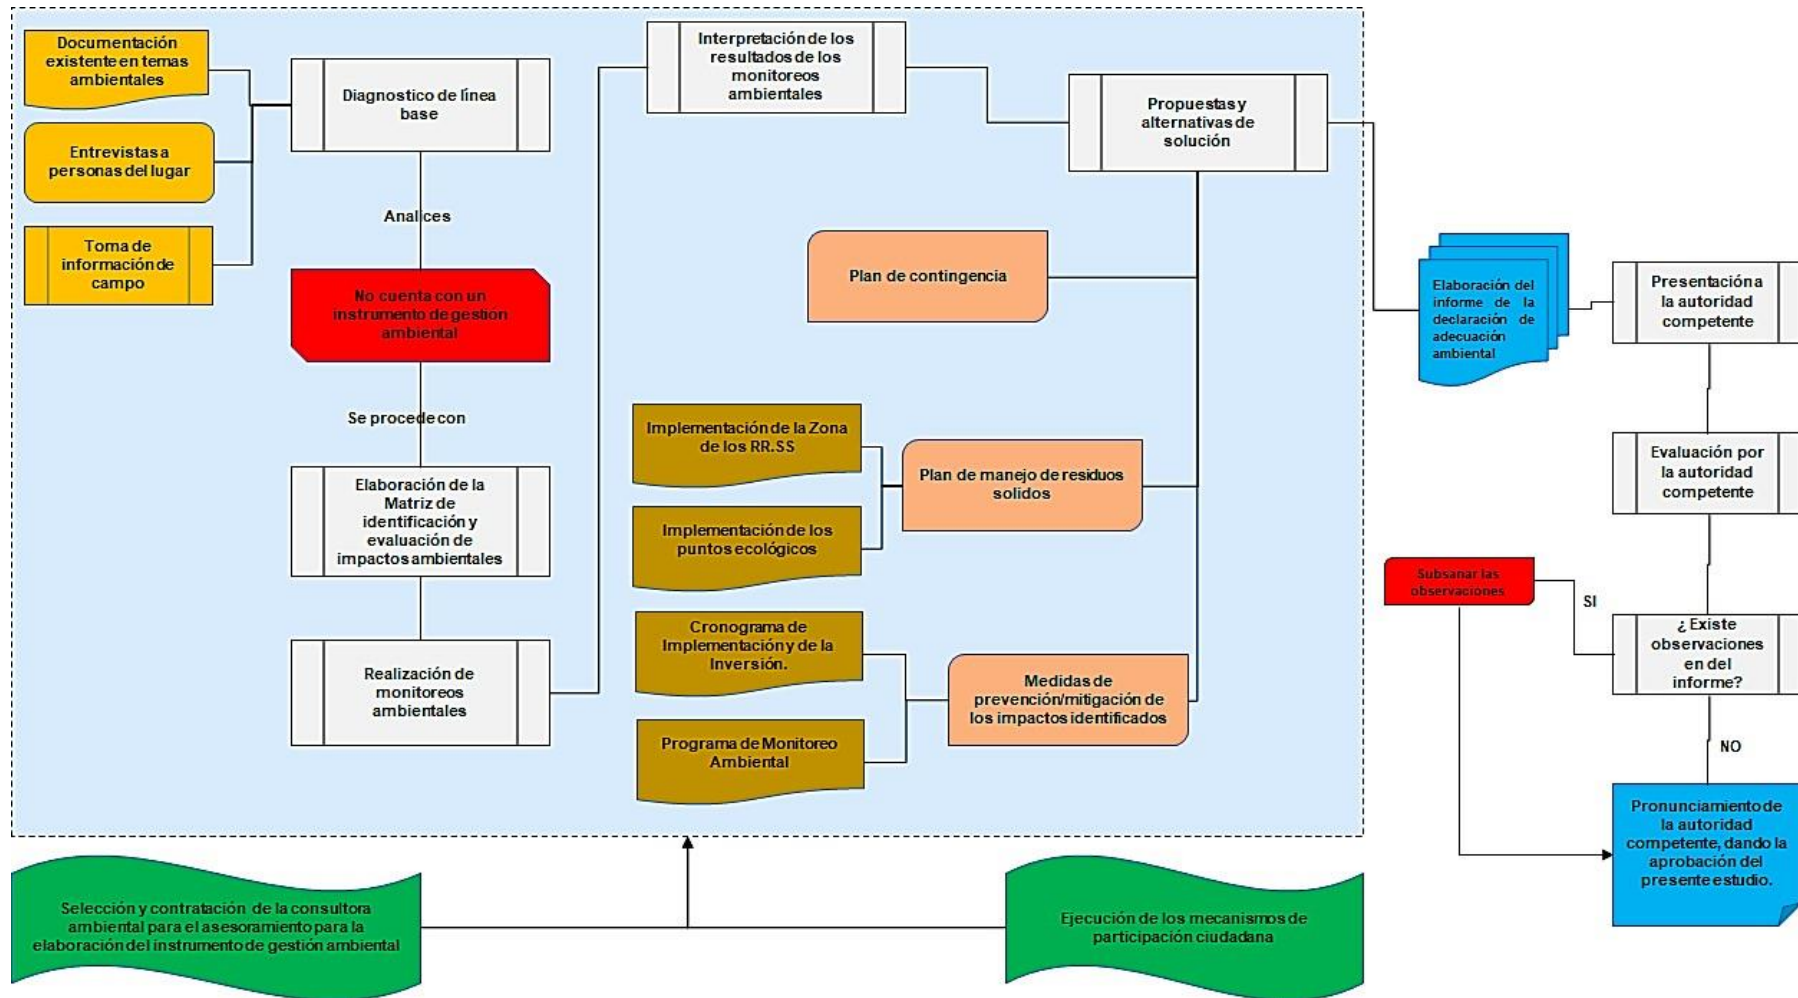 Documentación
existente en temas
ambientales
Entrevistas a
personas del lugar
Toma de
información de
campo
Diagnostico de línea
base
Analices
No cuenta con un
instrumento de gestión
ambiental
Se procede con
Elaboración de la
Matriz de
identificación y
evaluación de
impactos ambientales
Realización de
monitoreos
ambientales
Interpretación de los
resultados de los
monitoreos
ambientales
Propuestas y
alternativas de
solución
Plan de contingencia
Implementación de la Zona
de los RR.SS
Implementación de los
puntos ecológicos
Plan de manejo de residuos
solidos
Cronograma de
Implementación y de la
Inversión.
Programa de Monitoreo
Ambiental
Medidas de
prevención/mitigación de
los impactos identificados
Elaboración del
informe de la
declaración de
adecuación
ambiental
Presentación a
la autoridad
competente
Evaluación por
la autoridad
competente
Subsanar las
observaciones
SI
¿Existe
observaciones
en del
informe?
NO
Pronunciamiento de
la autoridad
competente, dando la
aprobación del
presente estudio.
Selección y contratación de la consultora
ambiental para el asesoramiento para la
elaboración del instrumento de gestión ambiental
Ejecución de los mecanismos de
participación ciudadana